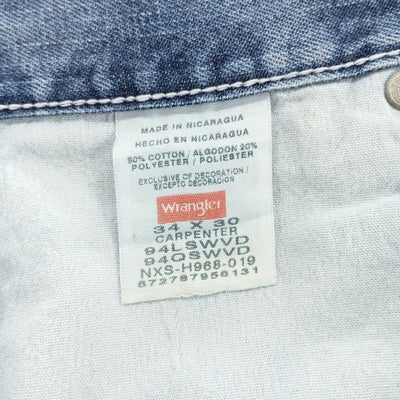 MADE IN NICARAGUA
HECHO EN NICARAGUA
80% COTTON / ALGODON 20%
POLYESTER / POLIESTER
EXCLUSIVE OF DECORATION /
EXCEPTO DECORACION
Wrangler
34 X 30
CARPENTER
94LSWVD
94QSWVD
NXS-H968-019
672787956131